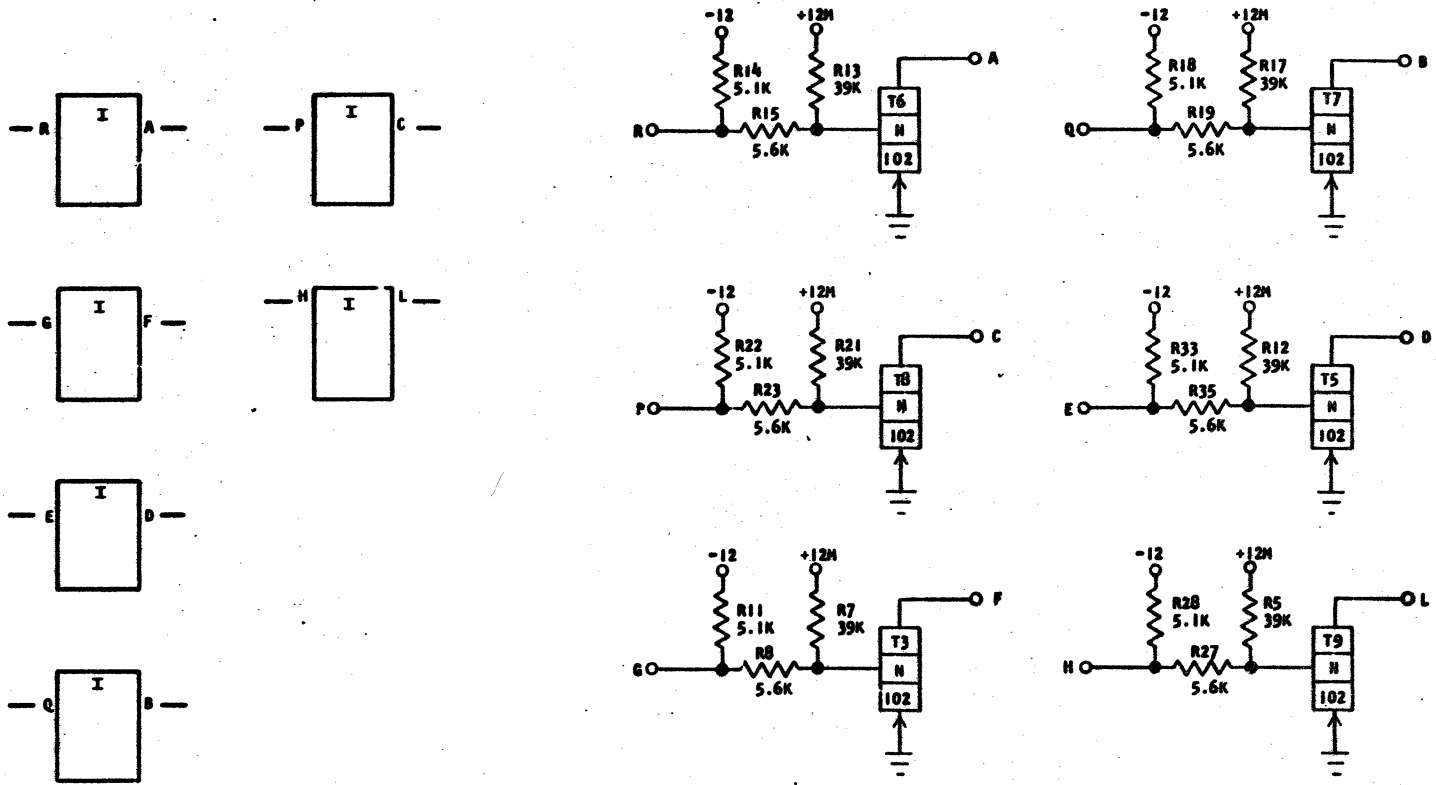 I
R A
I
P C
I
G F
I
H L
I
E D
I
Q B
-12 +12M
A
R14
5.1K
R13
39K
T6
R15
R N
5.6K
102
-12 +12M
B
R18
5.1K
R17
39K
T7
R19
Q N
5.6K
102
-12 +12M
C
R22
5.1K
R21
39K
T8
R23
P N
5.6K
102
-12 +12M
D
R33
5.1K
R12
39K
T5
R35
E N
5.6K
102
-12 +12M
F
R11
5.1K
R7
39K
T3
R8
G N
5.6K
102
-12 +12M
L
R28
5.1K
R5
39K
T9
R27
H N
5.6K
102